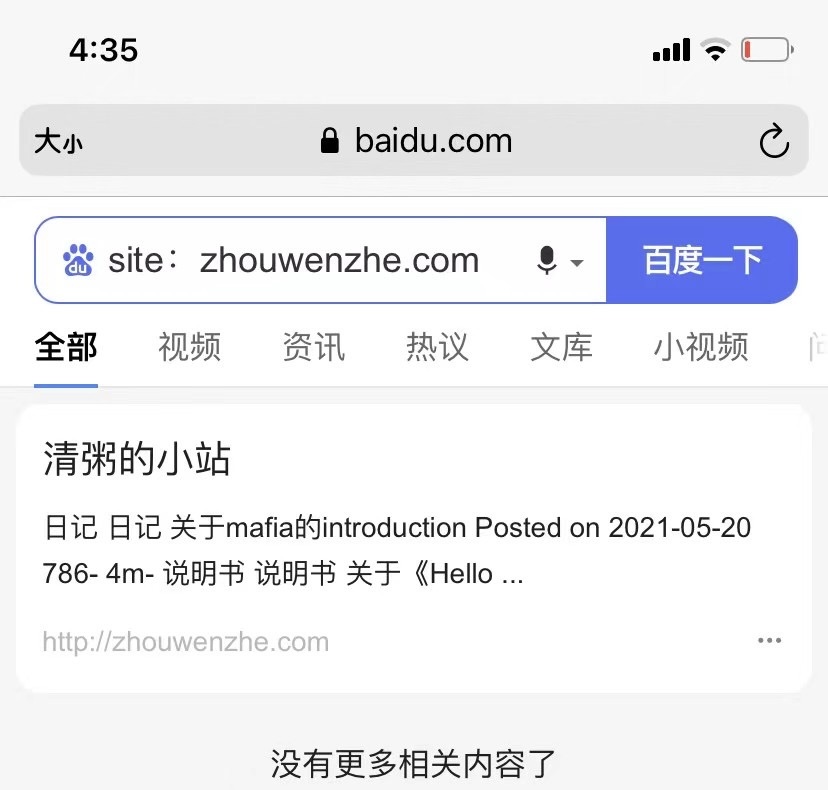 4:35
大小 baidu.com
du site：zhouwenzhe.com 百度一下
全部 视频 资讯 热议 文库 小视频 问
清粥的小站
日记 日记 关于mafia的introduction Posted on 2021-05-20
786- 4m- 说明书 说明书 关于《Hello ...
http://zhouwenzhe.com
没有更多相关内容了